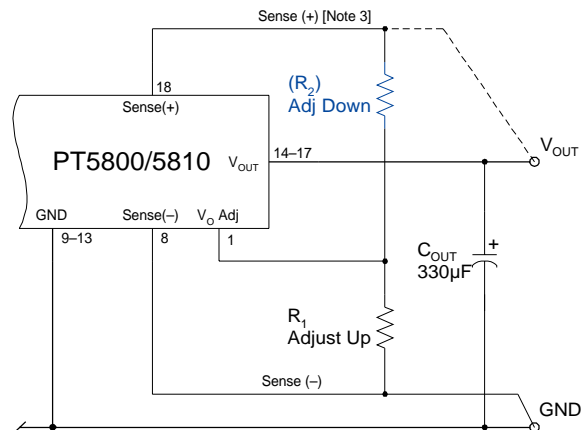 Sense (+) [Note 3]
18
Sense(+)
(R2)
Adj Down
VOUT
PT5800/5810
VOUT
14–17
GND
Sense(–)
VO Adj
9–13
8
1
COUT
+
330µF
R1
Adjust Up
Sense (–)
GND